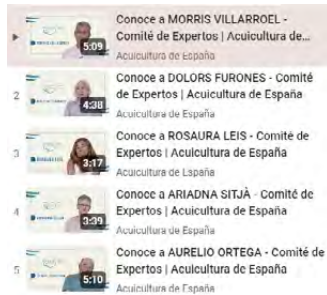 Conoce a MORRIS VILLARROEL -
Comité de Expertos | Acuicultura de...
5:09
Acuicultura de España
2
Conoce a DOLORS FURONES - Comité
de Expertos | Acuicultura de España
4:38
Acuicultura de España
3
Conoce a ROSAURA LEIS - Comité de
Expertos | Acuicultura de España
3:17
Acuicultura de España
4
Conoce a ARIADNA SITJÀ - Comité de
Expertos | Acuicultura de España
3:39
Acuicultura de España
5
Conoce a AURELIO ORTEGA - Comité de
Expertos | Acuicultura de España
5:10
Acuicultura de España